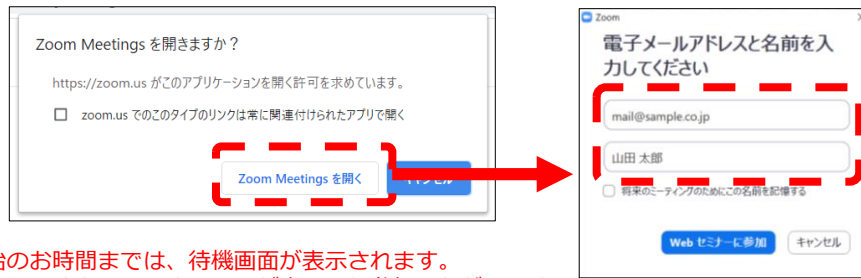 Zoom Meetings を開きますか？
https://zoom.us がこのアプリケーションを開く許可を求めています。
zoom.us でのこのタイプのリンクは常に関連付けられたアプリで開く
Zoom Meetings を開く キャンセル
Zoom
電子メールアドレスと名前を入
力してください
mail@sample.co.jp
山田 太郎
将来のミーティングのためにこの名前を記憶する
Web セミナーに参加 キャンセル
のお時間までは、待機画面が表示されます。